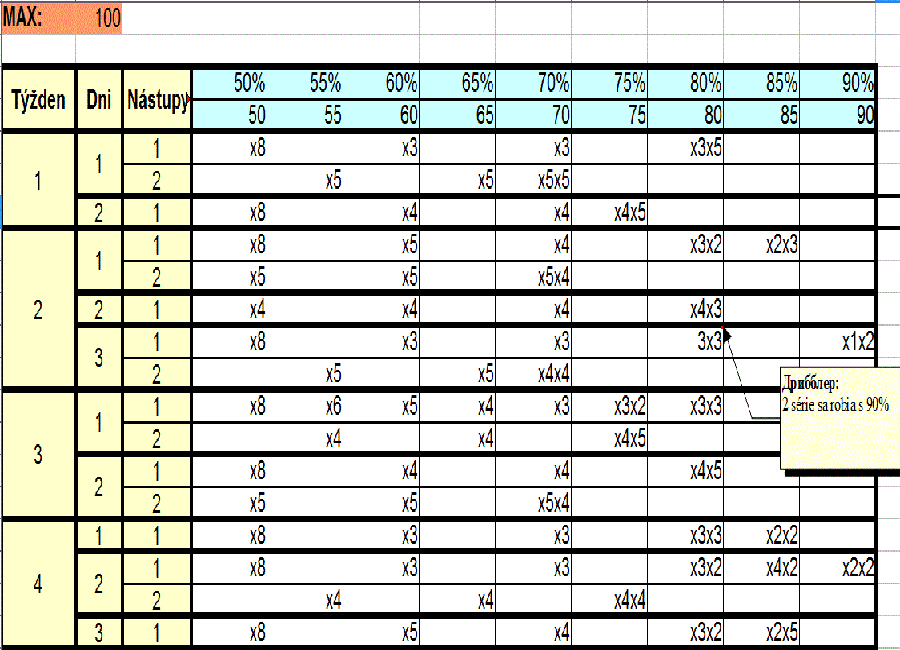 MAX: 100
50% 55% 60% 65% 70% 75% 80% 85% 90%
Týžden Dni Nástupy
50 55 60 65 70 75 80 85 90
1 1 1 x8 x3 x3 x3x5
2 x5 x5 x5x5
2 1 x8 x4 x4 x4x5
2 1 1 x8 x5 x4 x3x2 x2x3
2 x5 x5 x5x4
2 1 x4 x4 x4 x4x3
3 1 x8 x3 x3 3x3 x1x2
2 x5 x5 x4x4
Дрибблер:
2 série sa robia s 90%
3 1 1 x8 x6 x5 x4 x3 x3x2 x3x3
2 x4 x4 x4x5
2 1 x8 x4 x4 x4x5
2 x5 x5 x5x4
4 1 1 x8 x3 x3 x3x3 x2x2
2 1 x8 x3 x3 x3x2 x4x2 x2x2
2 x4 x4 x4x4
3 1 x8 x5 x4 x3x2 x2x5